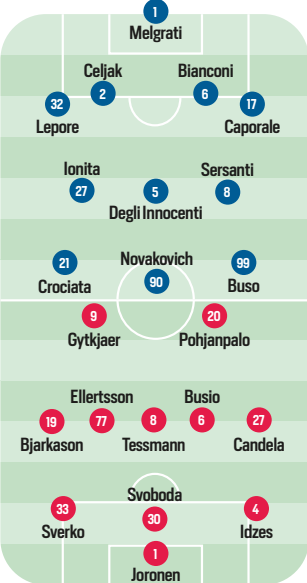 1
Melgrati
Celjak Bianconi
32 2 6 17
Lepore Caporale
Ionita Sersanti
27 5 8
Degli Innocenti
Novakovich
21 90 99
Crociata Buso
9 20
Gytkjaer Pohjanpalo
Ellertsson Busio
19 77 8 6 27
Bjarkason Tessmann Candela
Svoboda
33 30 4
Sverko Idzes
1
Joronen